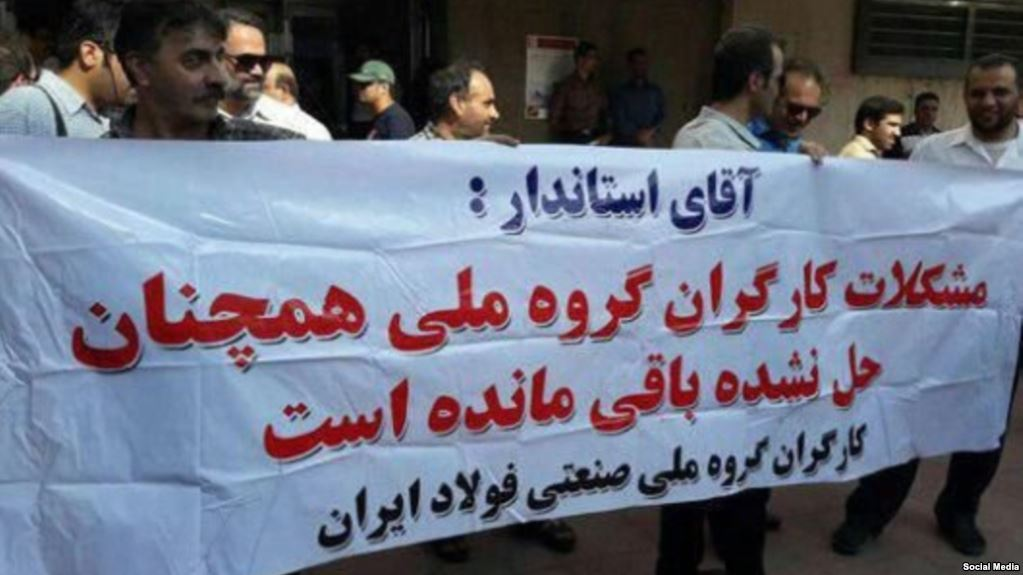 آقای استاندار :
مشکلات کارگران گروه ملی همچنان
حل نشده باقی مانده است
کارگران گروه ملی صنعتی فولاد ایران
Social Media